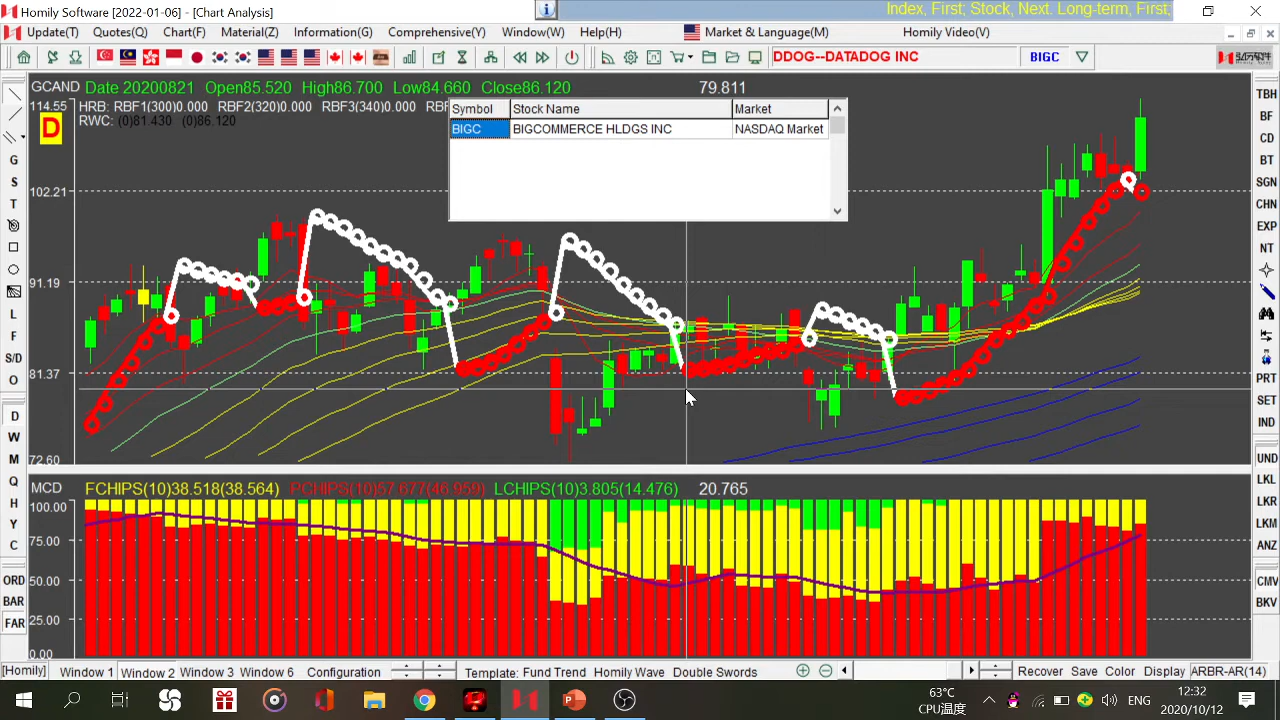 Homily Software [2022-01-06] - [Chart Analysis]
Index, First; Stock, Next. Long-term, First,
Update(T) Quotes(Z) Chart(F) Material(Z) Information(G) Comprehensive(Y) Window(W) Help(H) Market & Language(M) Homily Video(V)
DDOG--DATADOG INC BIGC
GCAND Date 20200821 Open85.520 High86.700 Low84.660 Close86.120 79.811
114.55 HRB: RBF1(300)0.000 RBF2(320)0.000 RBF3(340)0.000 RBF
RWC: (0)81.430 (0)86.120
D
Symbol Stock Name Market
BIGC BIGCOMMERCE HLDGS INC NASDAQ Market
102.21
91.19
81.37
72.60
MCD FCHIPS(10)38.518(38.564) PCHIPS(10)57.677(46.959) LCHIPS(10)3.805(14.476) 20.765
100.00
75.00
50.00
25.00
0.00
G
S
T
L
F
S/D
O
D
W
M
Q
H
Y
C
ORD
BAR
FAR
TBH
BF
CD
BT
SGN
CHN
EXP
NT
PRT
SET
IND
UND
LKL
LKR
LKM
ANZ
CMV
BKV
[Homily] Window 1 Window 2 Window 3 Window 6 Configuration Template: Fund Trend Homily Wave Double Swords Recover Save Color Display ARBR-AR(14)
63°C
CPU温度
ENG
12:32
2020/10/12